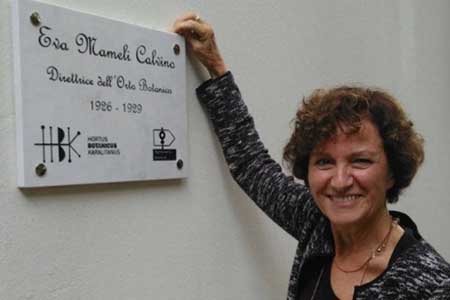 Eva Mameli Calvino
Direttrice dell'Orto Botanico
1926 - 1929
HBK
HORTUS
BOTANICUS
KARALITANUS